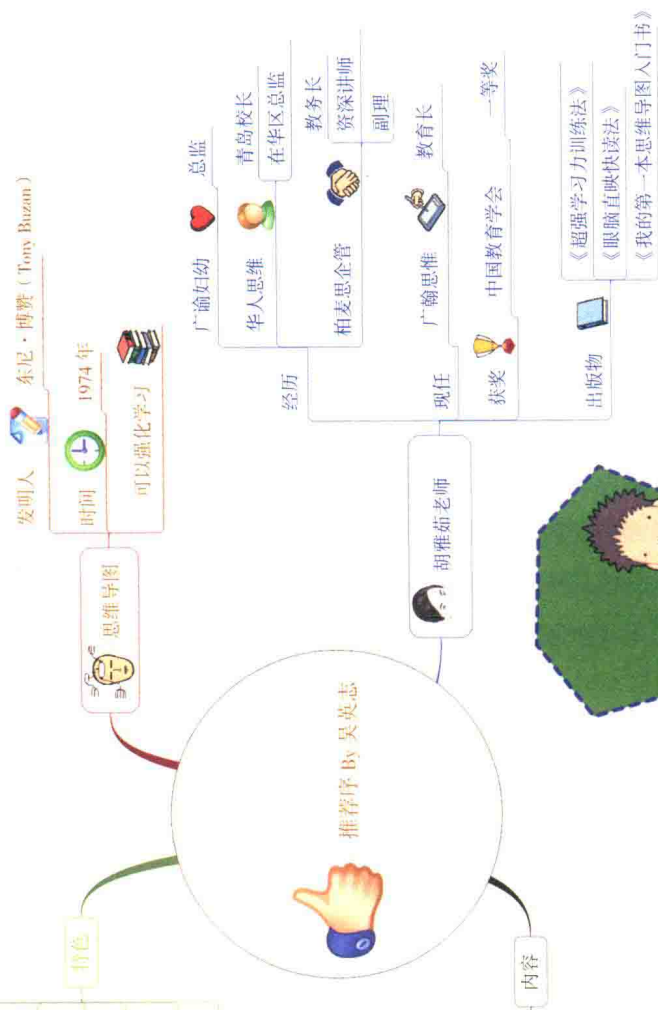 推荐序 By 吴英志
思维导图
发明人
东尼·博赞（Tony Buzan）
时间
1974 年
可以强化学习
胡雅茹老师
经历
广谕妇幼
总监
华人思维
青岛校长
在华区总监
柏麦思企管
教务长
资深讲师
副理
现任
广翰思惟
教育长
获奖
中国教育学会
一等奖
出版物
《超强学习力训练法》
《眼脑直映快读法》
《我的第一本思维导图入门书》
内容
特色